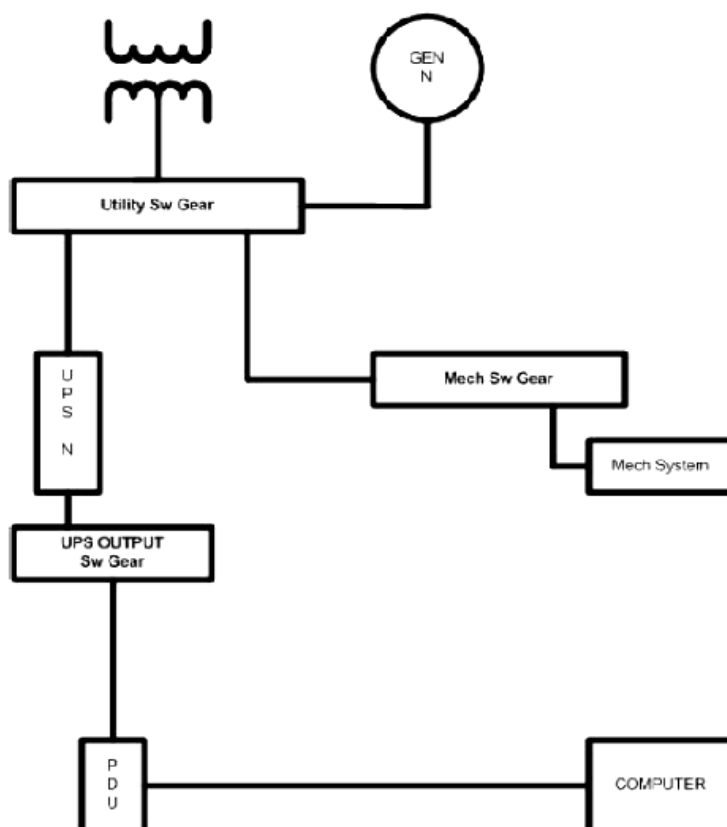 GEN
N
Utility Sw Gear
U
P
S
N
Mech Sw Gear
Mech System
UPS OUTPUT
Sw Gear
P
D
U
COMPUTER